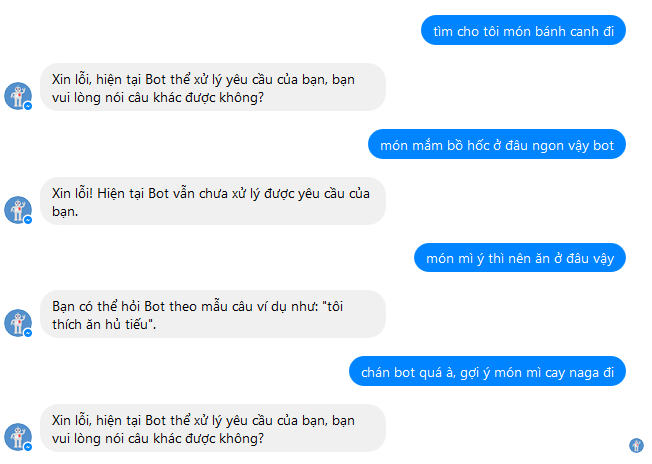 tìm cho tôi món bánh canh đi
Xin lỗi, hiện tại Bot thể xử lý yêu cầu của bạn, bạn
vui lòng nói câu khác được không?
món mắm bồ hốc ở đâu ngon vậy bot
Xin lỗi! Hiện tại Bot vẫn chưa xử lý được yêu cầu của
bạn.
món mì ý thì nên ăn ở đâu vậy
Bạn có thể hỏi Bot theo mẫu câu ví dụ như: "tôi
thích ăn hủ tiếu".
chán bot quá à, gợi ý món mì cay naga đi
Xin lỗi, hiện tại Bot thể xử lý yêu cầu của bạn, bạn
vui lòng nói câu khác được không?